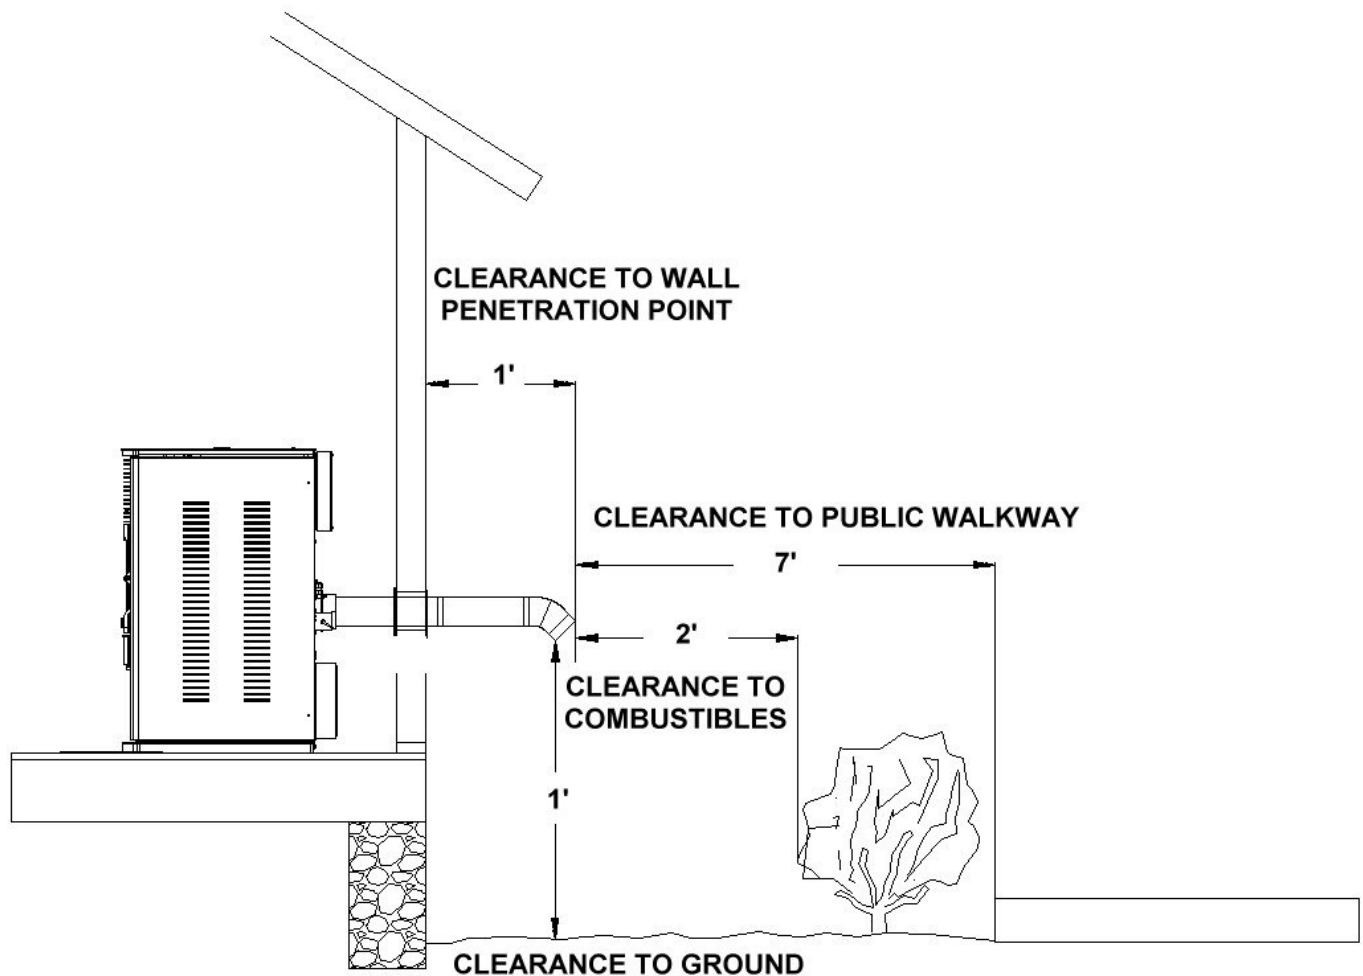 CLEARANCE TO WALL
PENETRATION POINT
1'
CLEARANCE TO PUBLIC WALKWAY
7'
2'
CLEARANCE TO
COMBUSTIBLES
1'
CLEARANCE TO GROUND